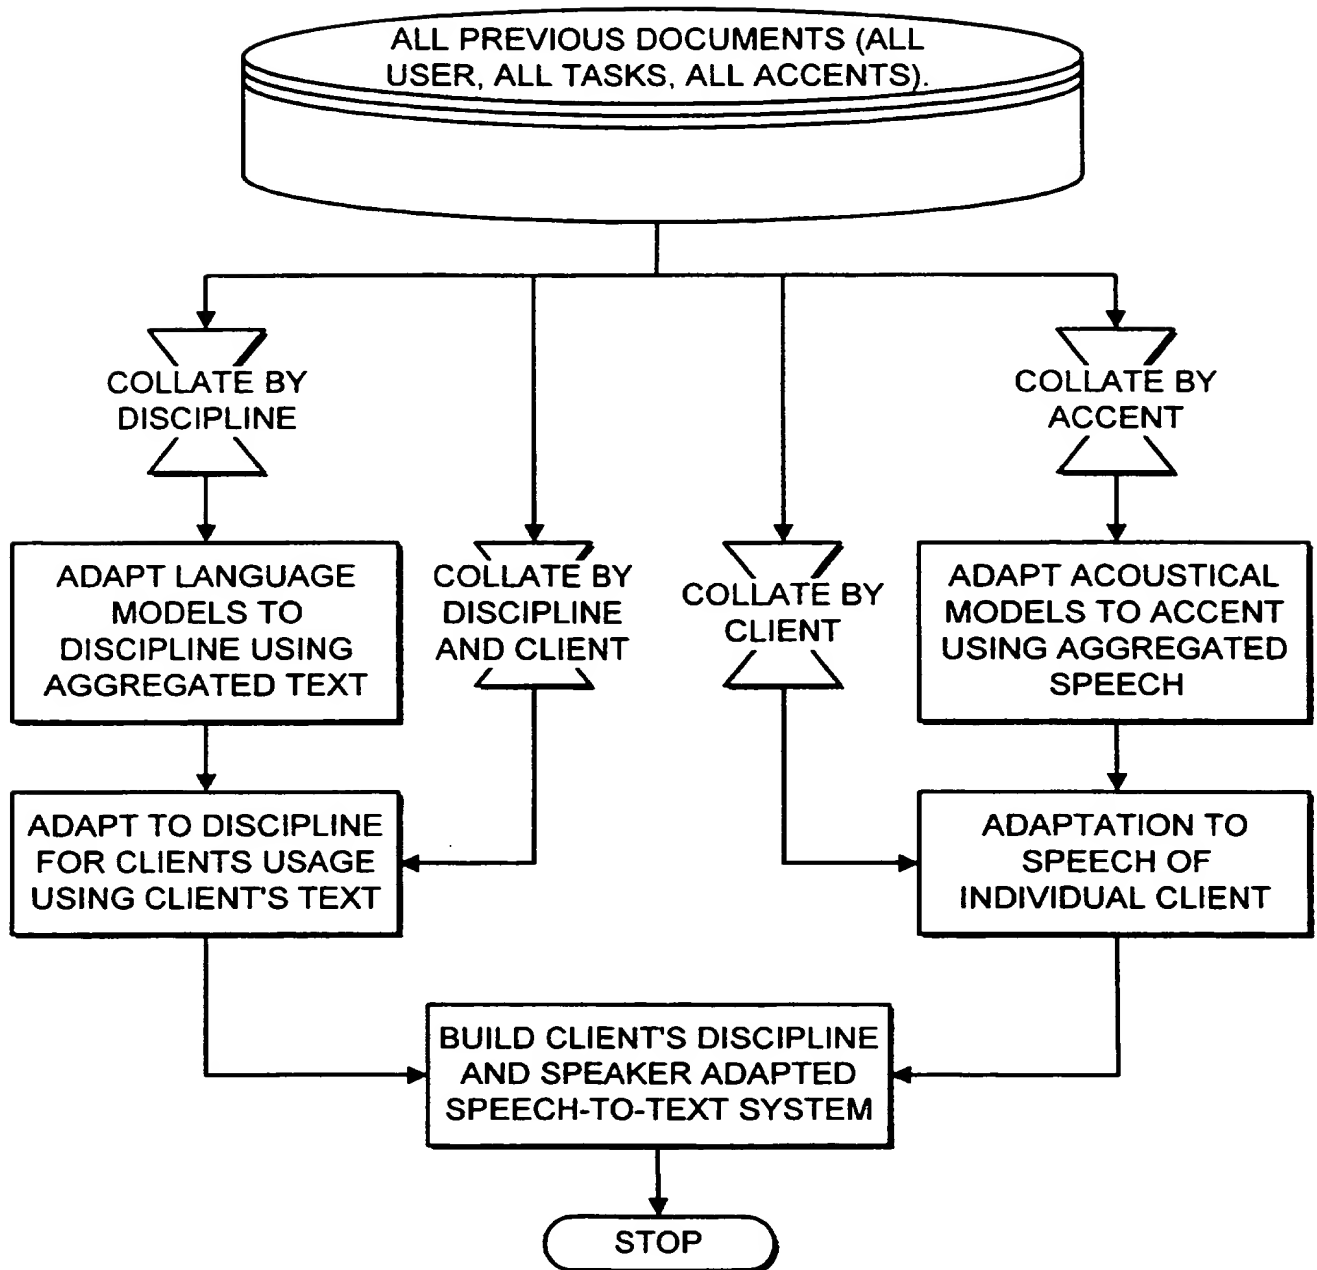 ALL PREVIOUS DOCUMENTS (ALL
USER, ALL TASKS, ALL ACCENTS).
COLLATE BY
DISCIPLINE
COLLATE BY
ACCENT
ADAPT LANGUAGE
MODELS TO
DISCIPLINE USING
AGGREGATED TEXT
COLLATE BY
DISCIPLINE
AND CLIENT
COLLATE BY
CLIENT
ADAPT ACOUSTICAL
MODELS TO ACCENT
USING AGGREGATED
SPEECH
ADAPT TO DISCIPLINE
FOR CLIENTS USAGE
USING CLIENT'S TEXT
ADAPTATION TO
SPEECH OF
INDIVIDUAL CLIENT
BUILD CLIENT'S DISCIPLINE
AND SPEAKER ADAPTED
SPEECH-TO-TEXT SYSTEM
STOP